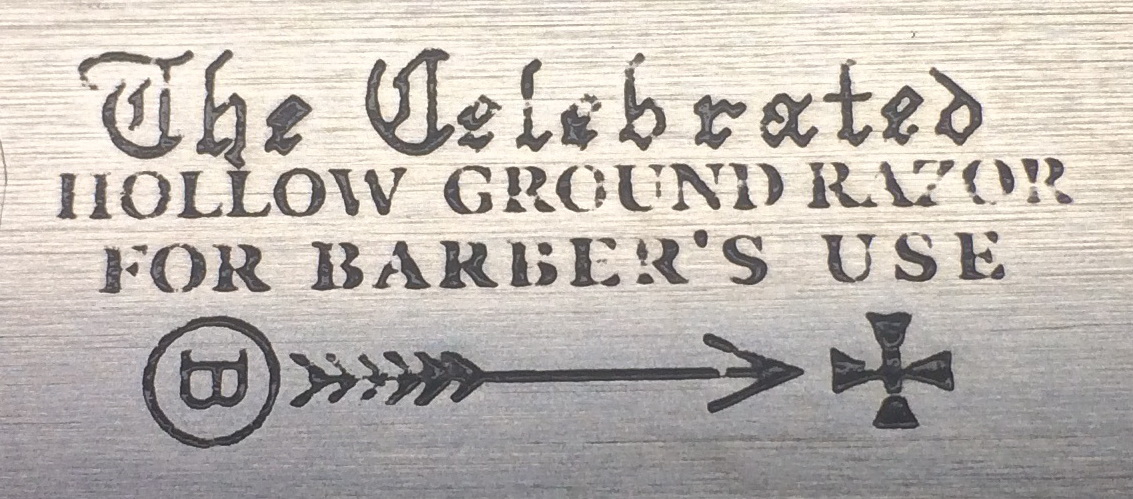 The Celebrated
HOLLOW GROUND RAZOR
FOR BARBER'S USE
B